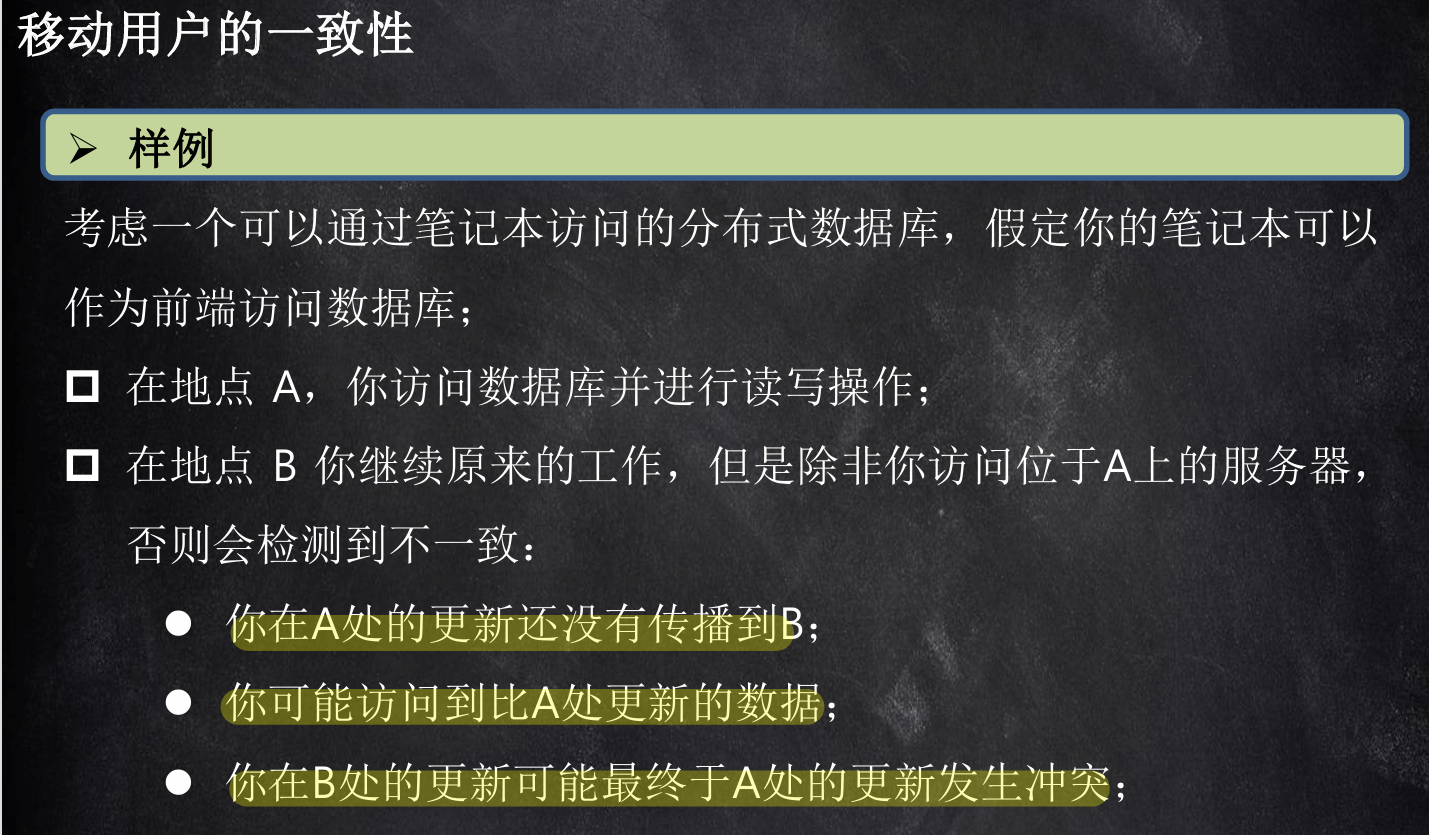 移动用户的一致性
➢ 样例
考虑一个可以通过笔记本访问的分布式数据库，假定你的笔记本可以
作为前端访问数据库；
在地点 A，你访问数据库并进行读写操作；
在地点 B 你继续原来的工作，但是除非你访问位于A上的服务器，
否则会检测到不一致：
● 你在A处的更新还没有传播到B；
● 你可能访问到比A处更新的数据；
● 你在B处的更新可能最终于A处的更新发生冲突；